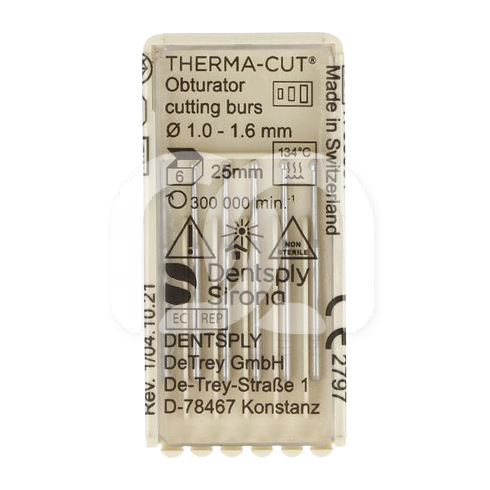 THERMA-CUT®
Obturator
cutting burs
Ø 1.0 - 1.6 mm
134°C
6
25mm
300 000 min.⁻¹
NON
STERILE
Dentsply
Sirona
EC REP
DENTSPLY
DeTrey GmbH
De-Trey-Straße 1
D-78467 Konstanz
Made in Switzerland
CE 2797
Rev. 1/04.10.21